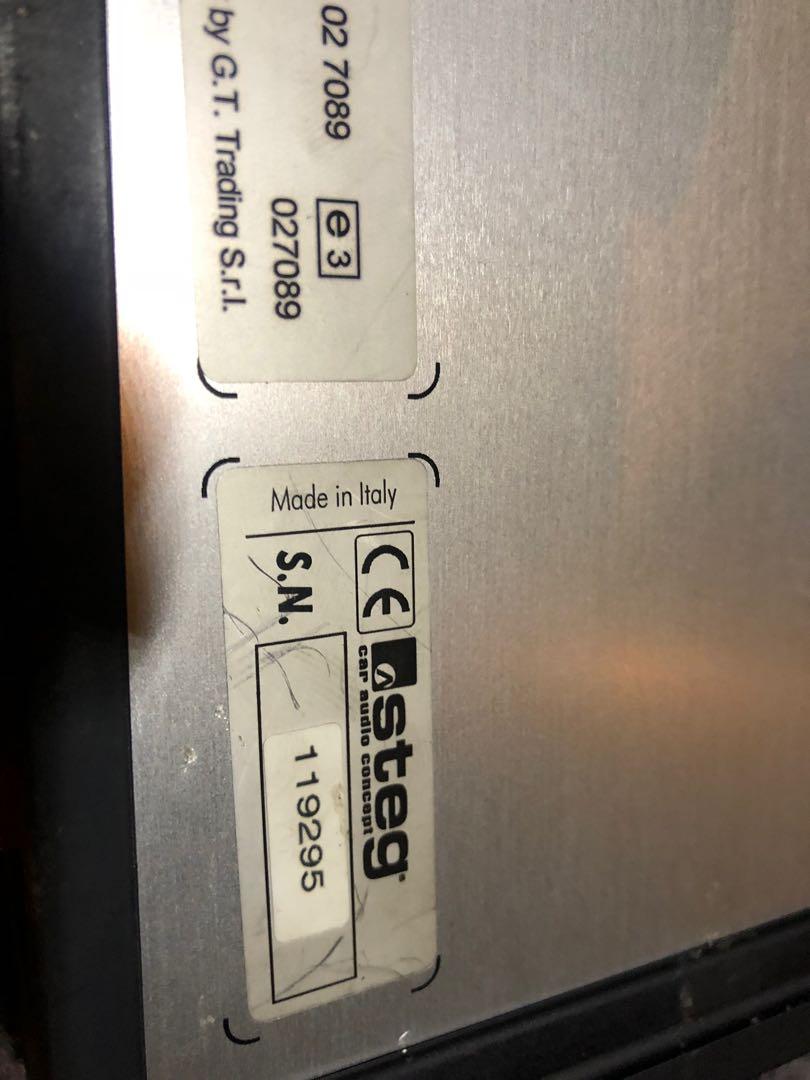 02 7089
e 3
027089
by G.T. Trading S.r.l.
Made in Italy
CE
steg
car audio concept
S.N.
119295